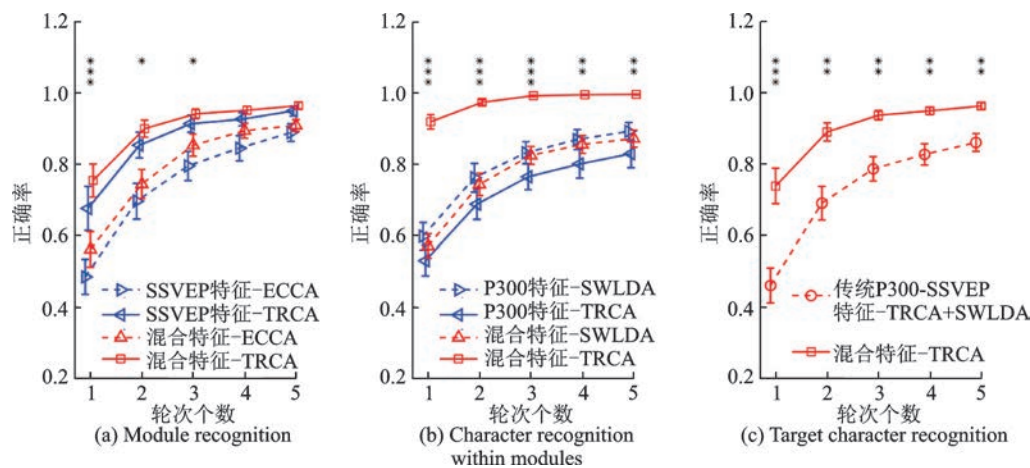 1.2
1.0
0.8
0.6
0.4
0.2
正确率
***
*
*
SSVEP特征-ECCA
SSVEP特征-TRCA
混合特征-ECCA
混合特征-TRCA
1 2 3 4 5
轮次个数
(a) Module recognition
1.2
1.0
0.8
0.6
0.4
0.2
正确率
***
***
***
**
**
P300特征-SWLDA
P300特征-TRCA
混合特征-SWLDA
混合特征-TRCA
1 2 3 4 5
轮次个数
(b) Character recognition
within modules
1.2
1.0
0.8
0.6
0.4
0.2
正确率
***
**
**
**
**
传统P300-SSVEP
特征-TRCA+SWLDA
混合特征-TRCA
1 2 3 4 5
轮次个数
(c) Target character recognition